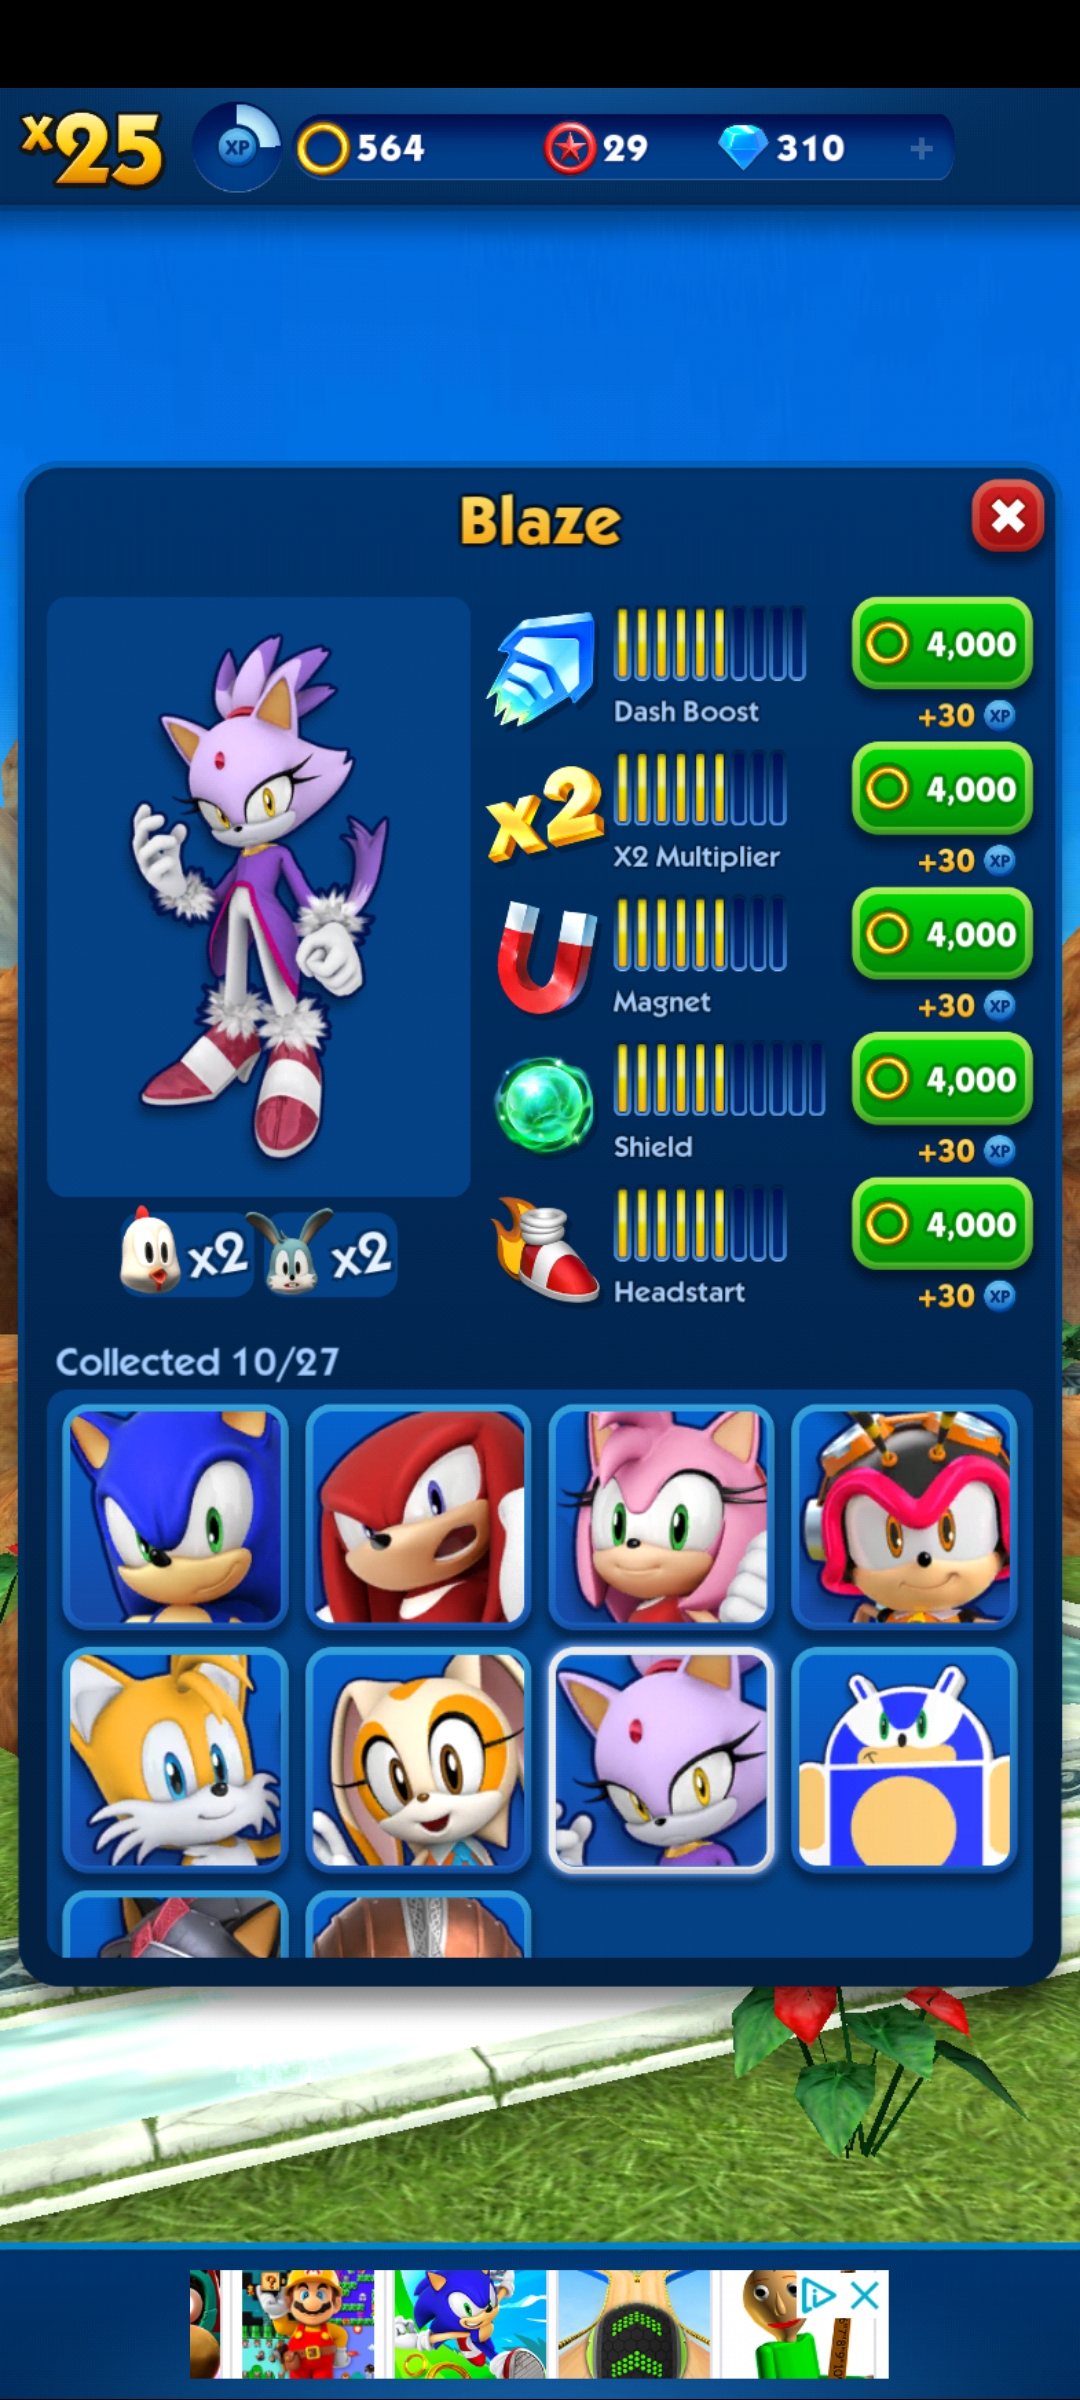 x25 XP 564 29 310 +
Blaze
4,000
Dash Boost
+30 XP
x2
4,000
X2 Multiplier
+30 XP
4,000
Magnet
+30 XP
4,000
Shield
+30 XP
x2 x2
4,000
Headstart
+30 XP
Collected 10/27